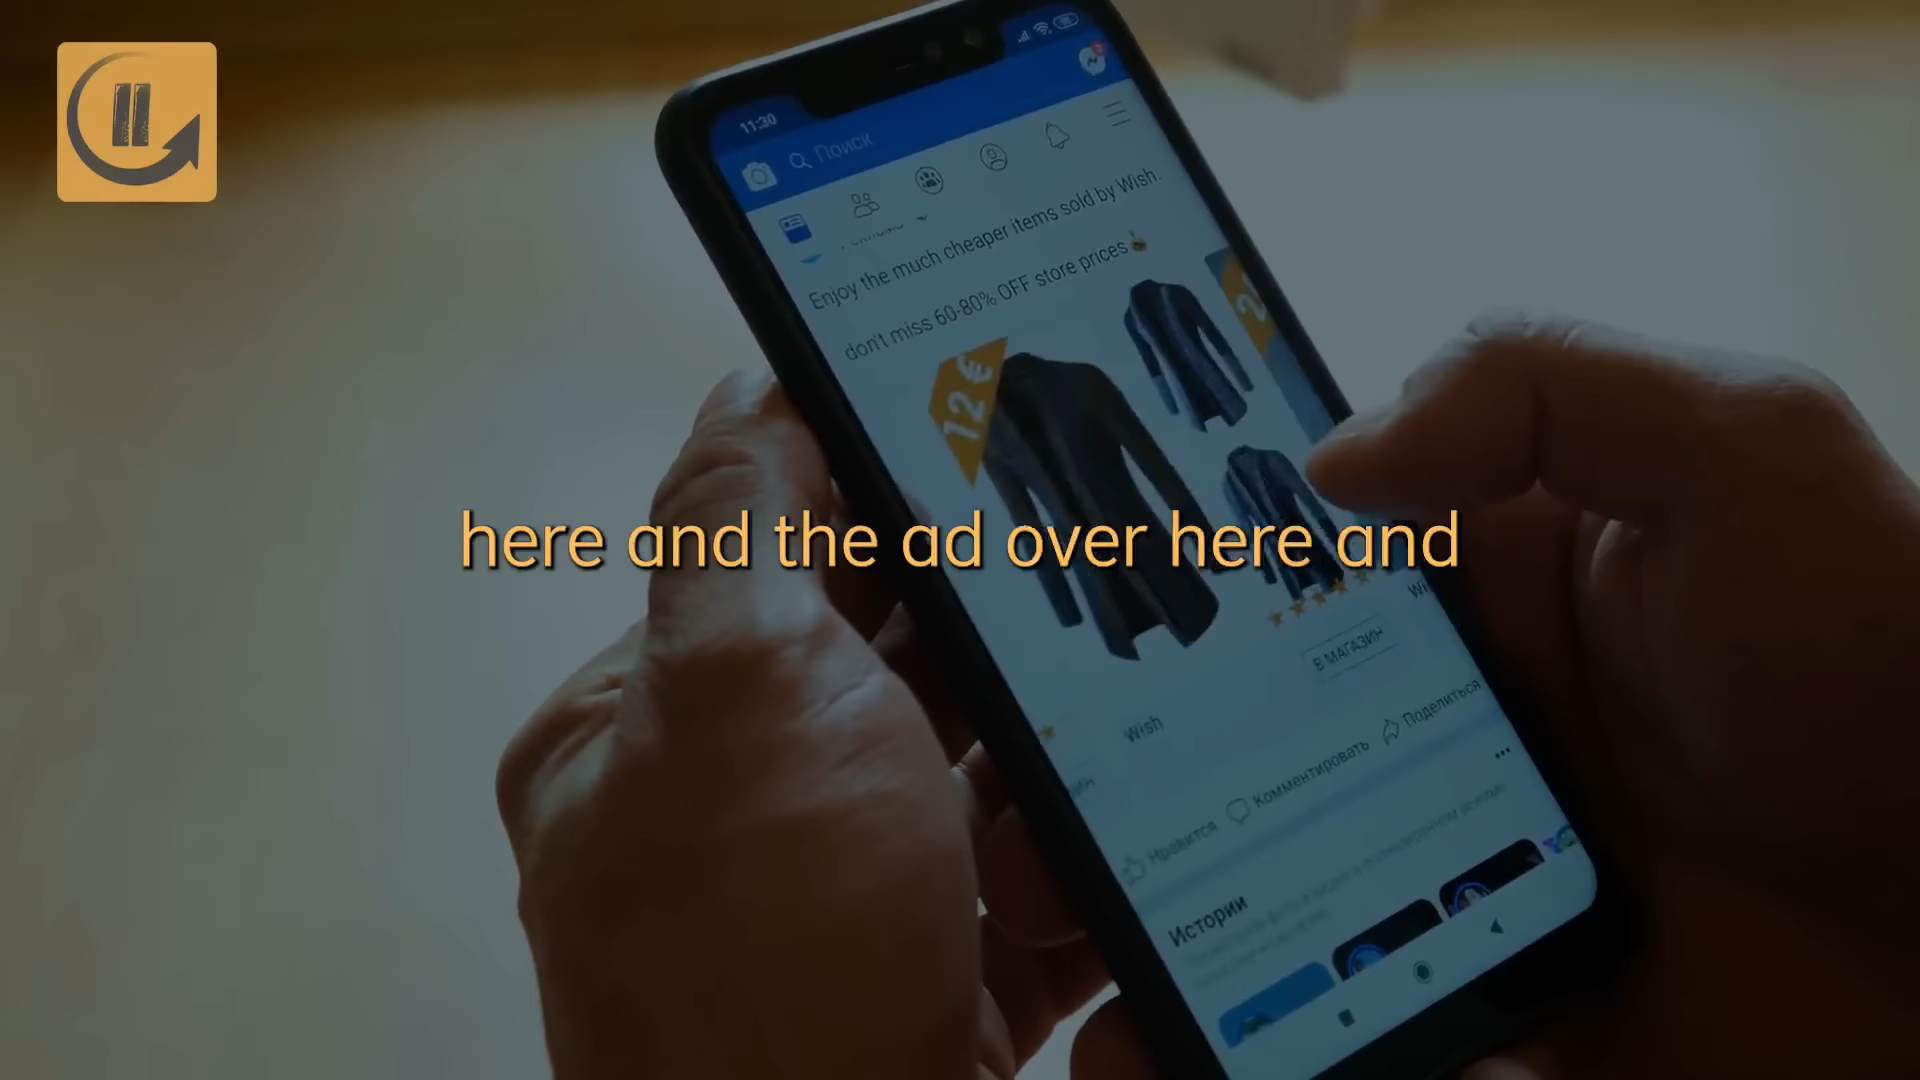 11:30
Поиск
Enjoy the much cheaper items sold by Wish.
don't miss 60-80% OFF store prices
12 €
here and the ad over here and
В МАГАЗИН
Wish
Нравится Комментировать Поделиться
Истории